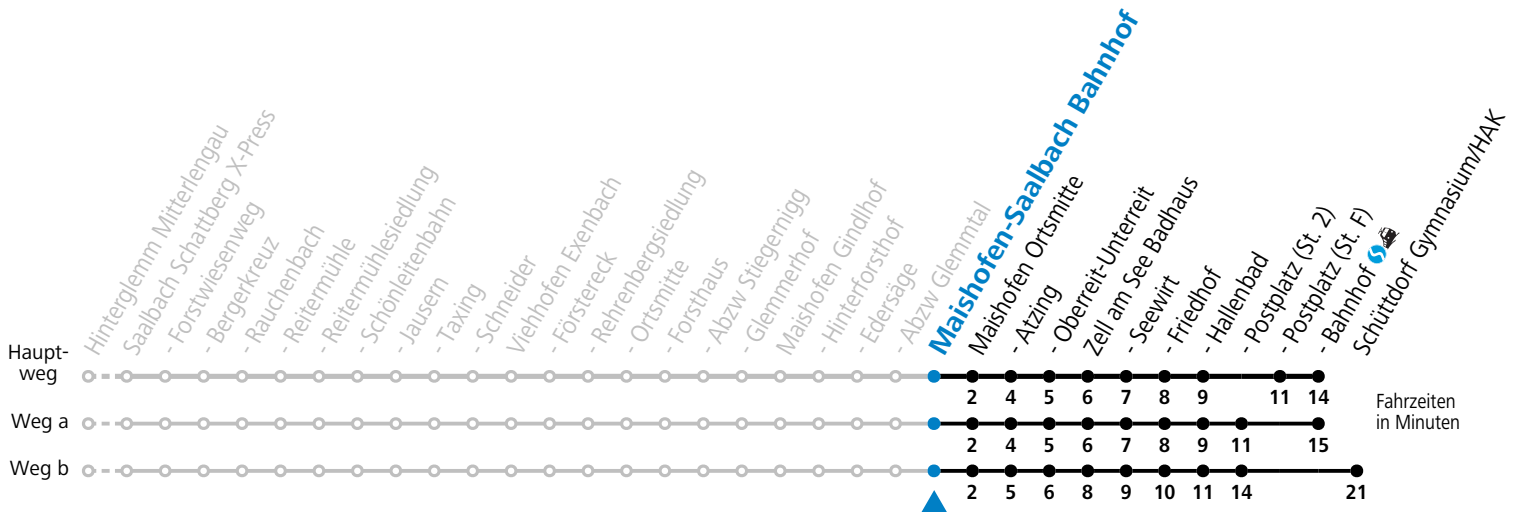 Hinterglemm Mitterlengau
Saalbach Schattberg X-Press
- Forstwiesenweg
- Bergerkreuz
- Rauchenbach
- Reitermühle
- Reitermühlesiedlung
- Schönleitenbahn
- Jausern
- Taxing
- Schneider
Viehhofen Exenbach
- Förstereck
- Rehrenbergsiedlung
- Ortsmitte
- Forsthaus
- Abzw Stiegernigg
- Glemmerhof
Maishofen Gindlhof
- Hinterforsthof
- Edersäge
- Abzw Glemmtal
Maishofen-Saalbach Bahnhof
Maishofen Ortsmitte
- Atzing
- Oberreit-Unterreit
Zell am See Badhaus
- Seewirt
- Friedhof
- Hallenbad
- Postplatz (St. 2)
- Postplatz (St. F)
- Bahnhof
Schüttdorf Gymnasium/HAK
Haupt-
weg
2 4 5 6 7 8 9 11 14
Weg a
2 4 5 6 7 8 9 11 15
Weg b
2 5 6 8 9 10 11 14 21
Fahrzeiten
in Minuten